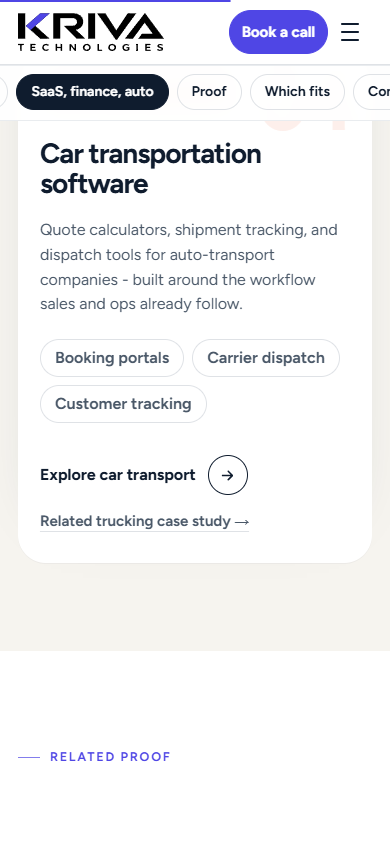 KRIVA
TECHNOLOGIES
Book a call
SaaS, finance, auto
Proof
Which fits
Car transportation
software
Quote calculators, shipment tracking, and
dispatch tools for auto-transport
companies - built around the workflow
sales and ops already follow.
Booking portals
Carrier dispatch
Customer tracking
Explore car transport →
Related trucking case study →
RELATED PROOF